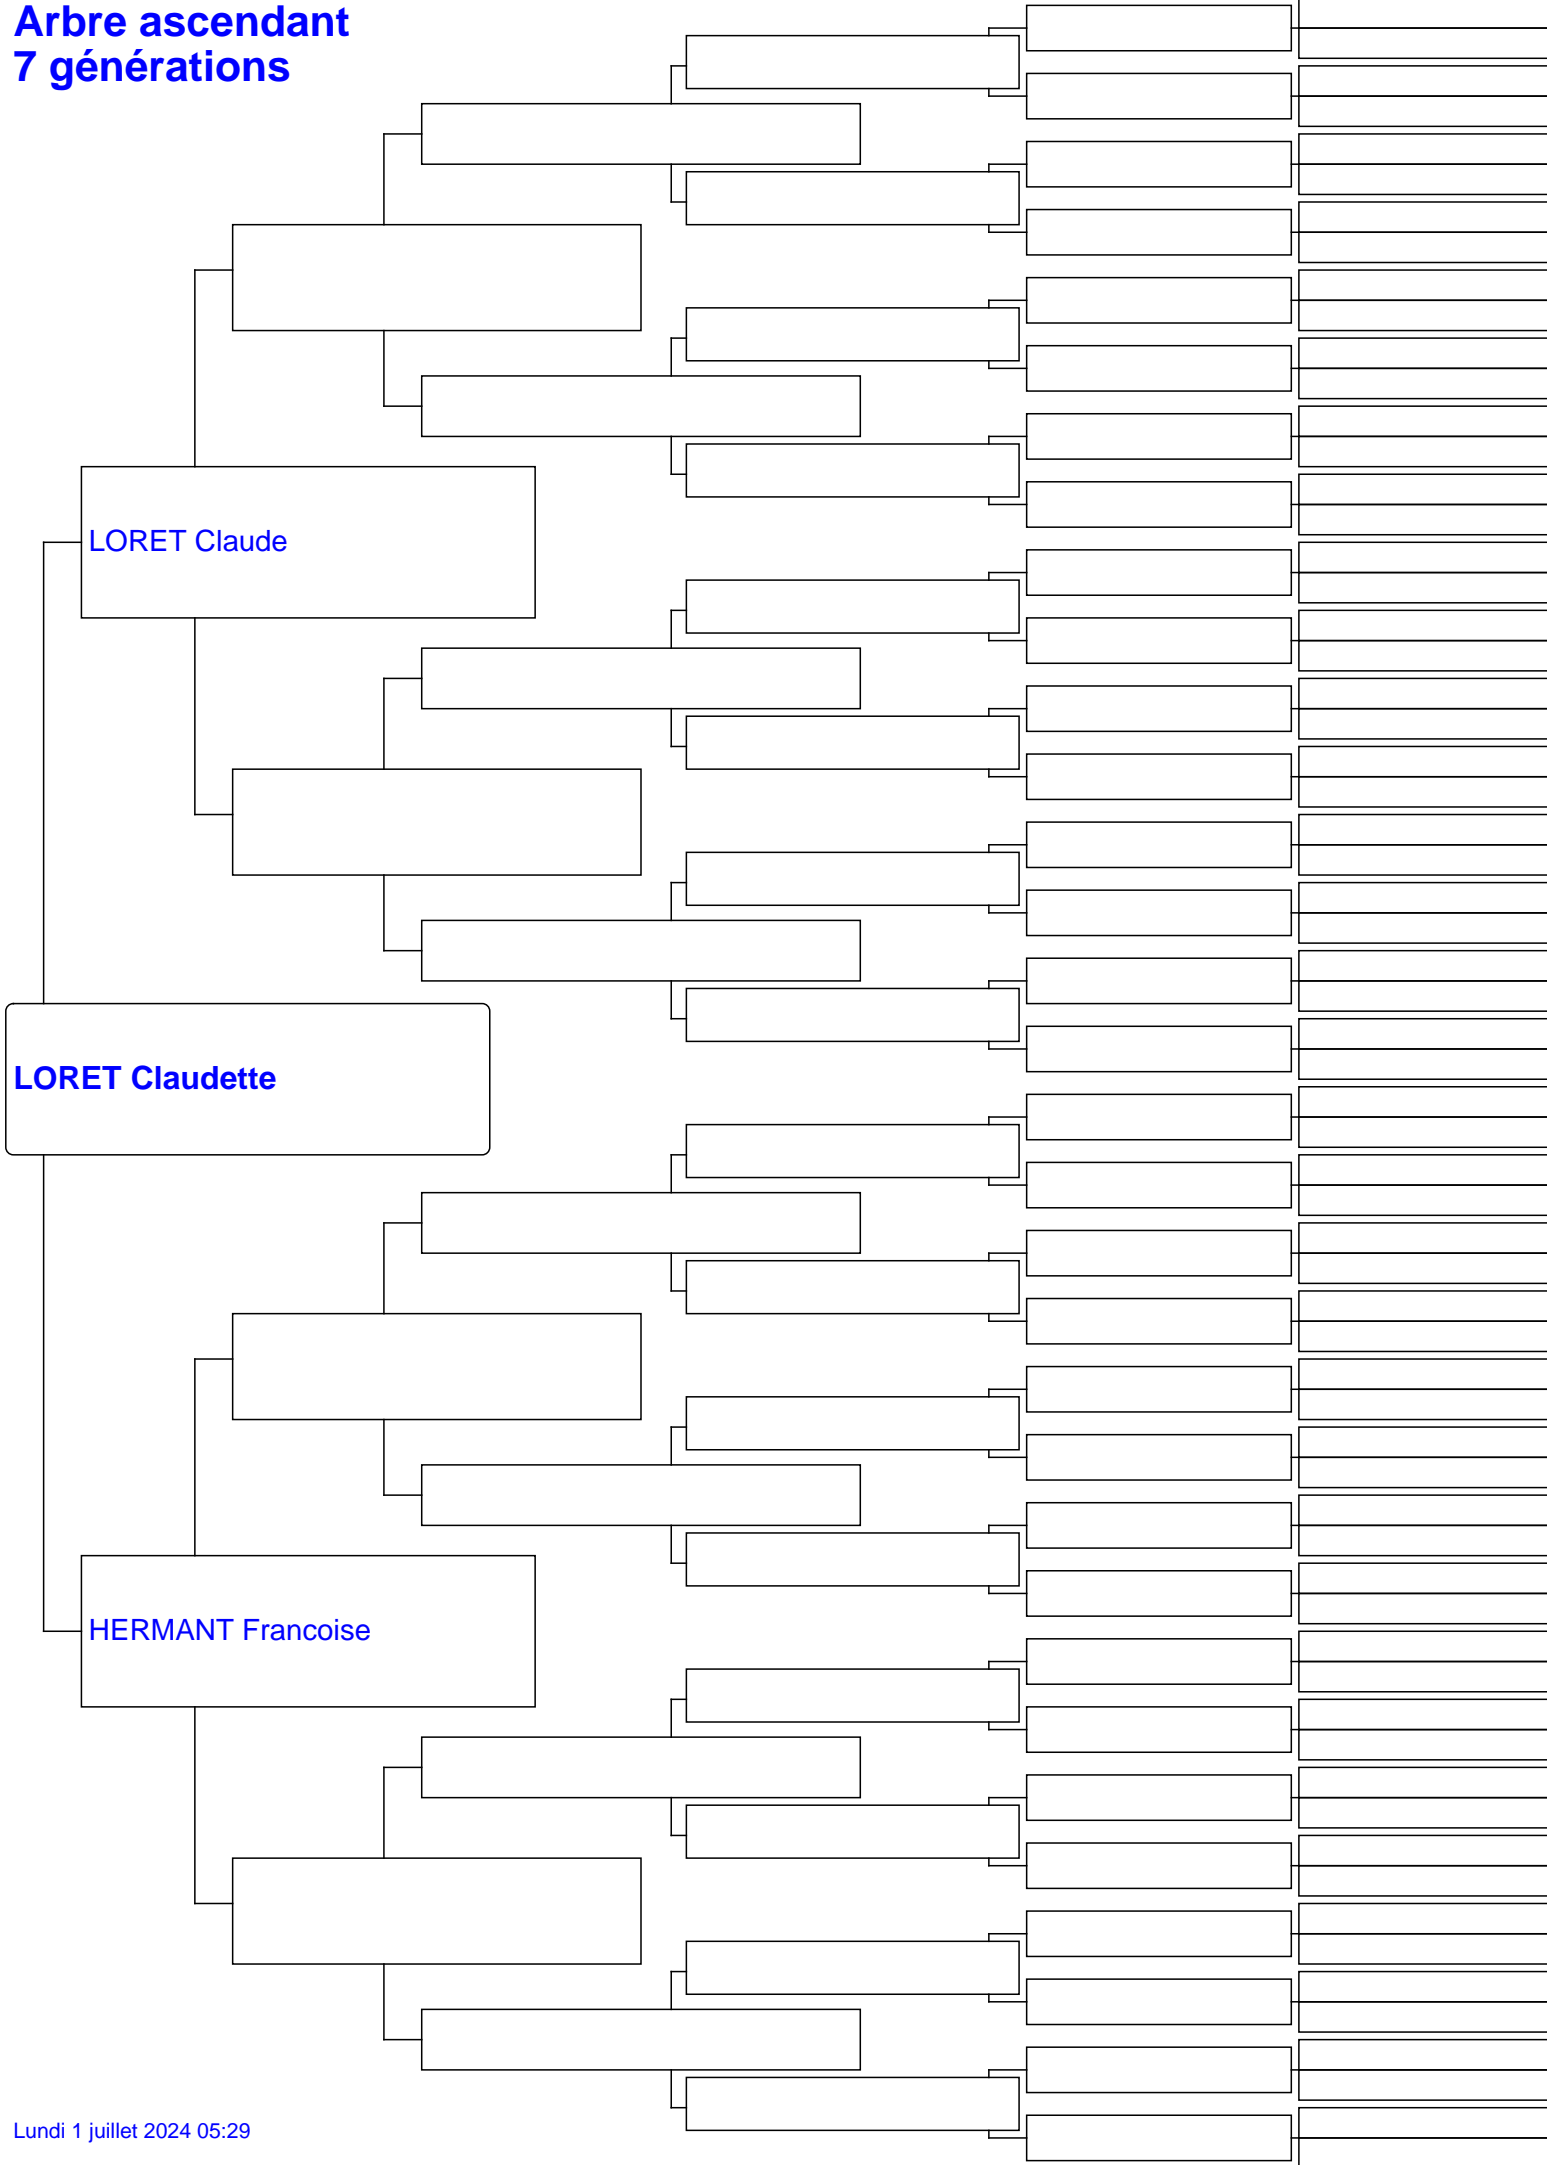 Arbre ascendant
7 générations
LORET Claude
LORET Claudette
HERMANT Francoise
Lundi 1 juillet 2024 05:29